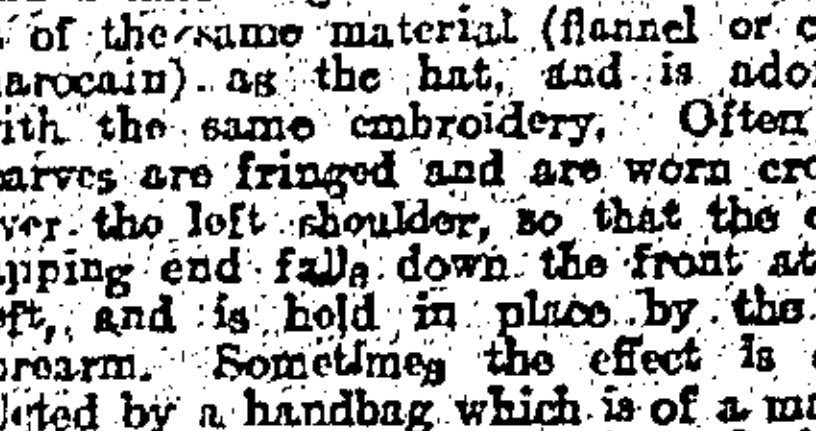 of the same material (flannel or c
arocain) as the hat, and is ado
ith the same embroidery. Often
arves are fringed and are worn cro
ver the left shoulder, so that the
pping end falls down the front at
eft, and is held in place by the
rearm. Sometimes the effect is
eted by a handbag which is of a ma